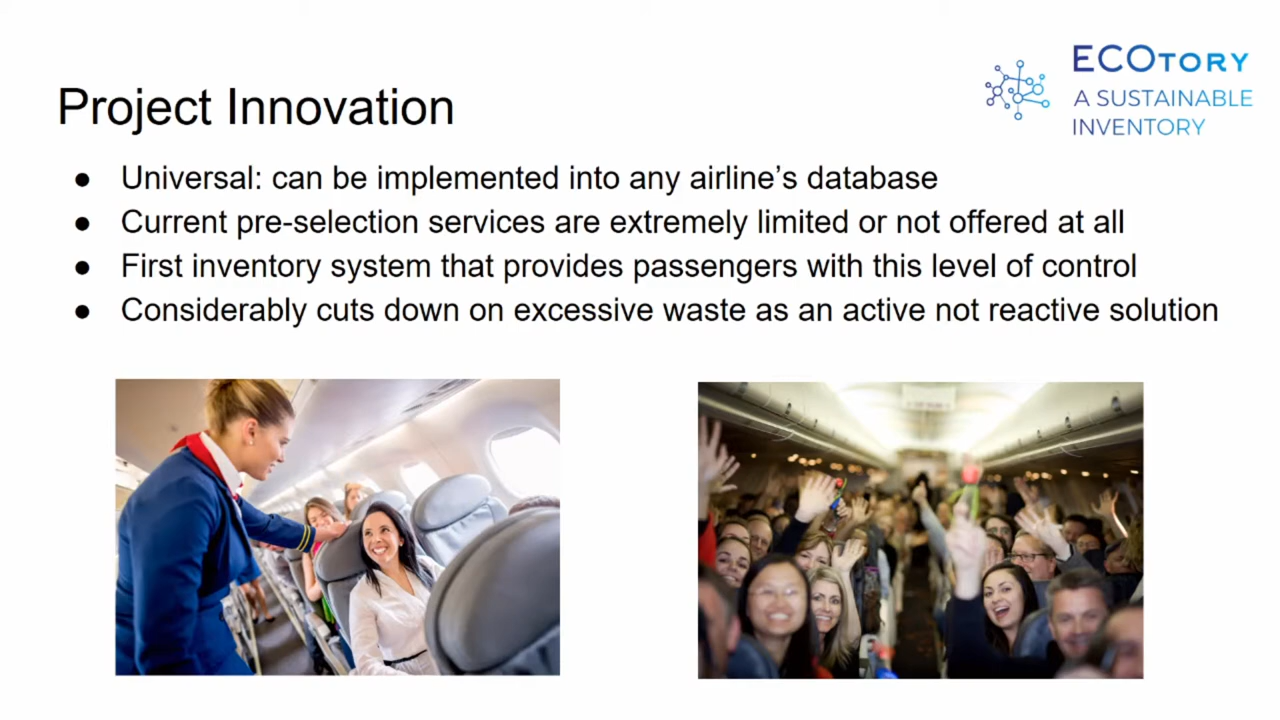 ECOTORY
A SUSTAINABLE
INVENTORY
Project Innovation
● Universal: can be implemented into any airline’s database
● Current pre-selection services are extremely limited or not offered at all
● First inventory system that provides passengers with this level of control
● Considerably cuts down on excessive waste as an active not reactive solution